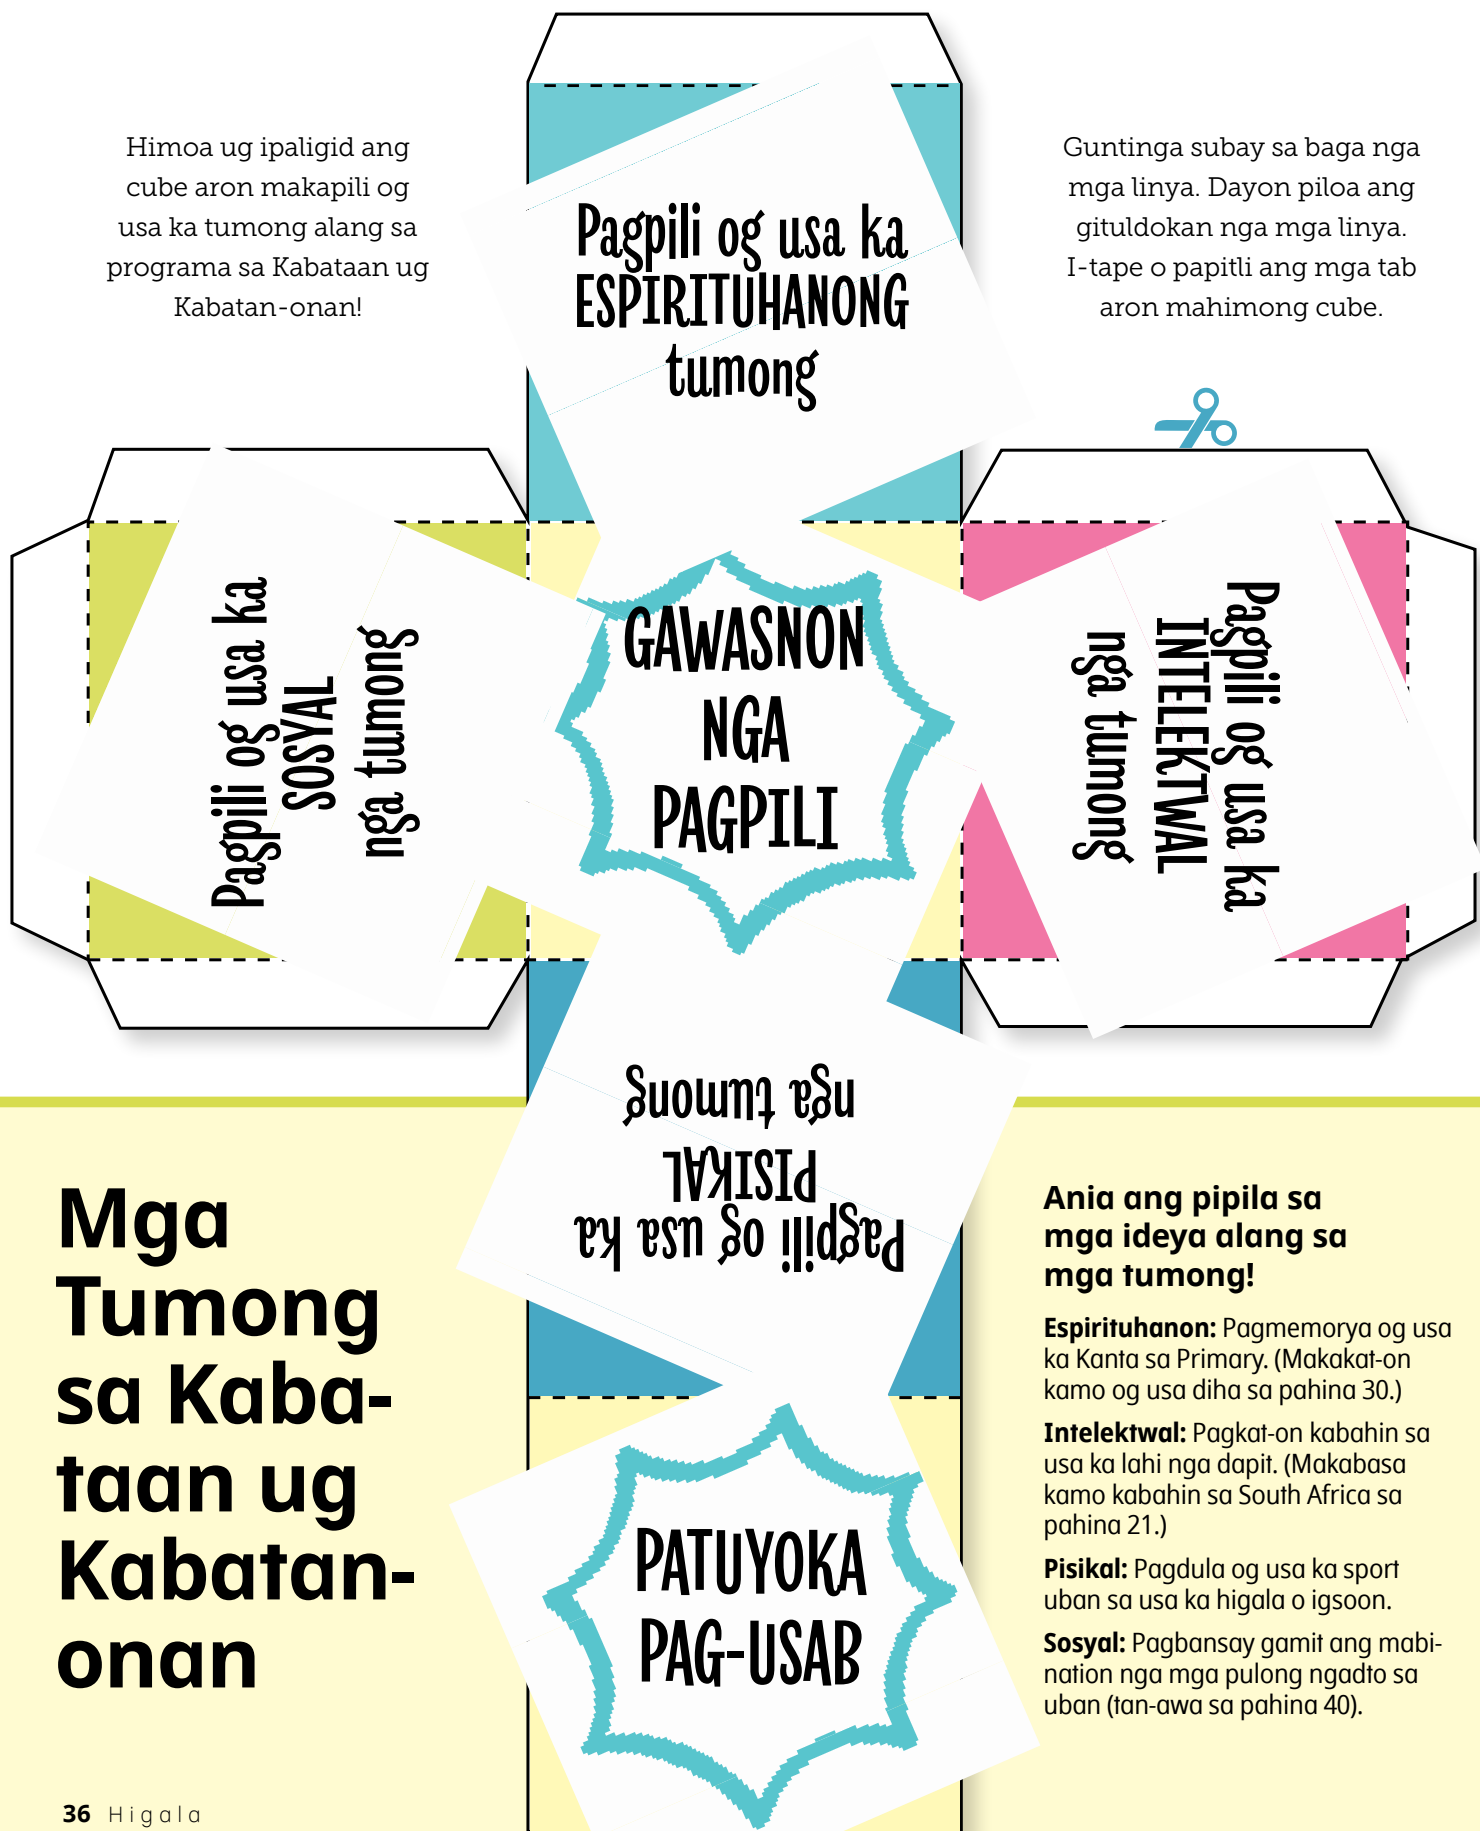 Himoa ug ipaligid ang
cube aron makapili og
usa ka tumong alang sa
programa sa Kabataan ug
Kabatan-onan!
Guntinga subay sa baga nga
mga linya. Dayon piloa ang
gituldokan nga mga linya.
I-tape o papitli ang mga tab
aron mahimong cube.
Pagpili og usa ka
ESPIRITUHANONG
tumong
Pagpili og usa ka
SOSYAL
nga tumong
GAWASNON
NGA
PAGPILI
Pagpili og usa ka
INTELEKTWAL
nga tumong
Pagpili og usa ka
PISIKAL
nga tumong
PATUYOKA
PAG-USAB
Mga
Tumong
sa Kaba-
taan ug
Kabatan-
onan
Ania ang pipila sa
mga ideya alang sa
mga tumong!
Espirituhanon: Pagmemorya og usa
ka Kanta sa Primary. (Makakat-on
kamo og usa diha sa pahina 30.)
Intelektwal: Pagkat-on kabahin sa
usa ka lahi nga dapit. (Makabasa
kamo kabahin sa South Africa sa
pahina 21.)
Pisikal: Pagdula og usa ka sport
uban sa usa ka higala o igsoon.
Sosyal: Pagbansay gamit ang mabi-
nation nga mga pulong ngadto sa
uban (tan-awa sa pahina 40).
36 Higala